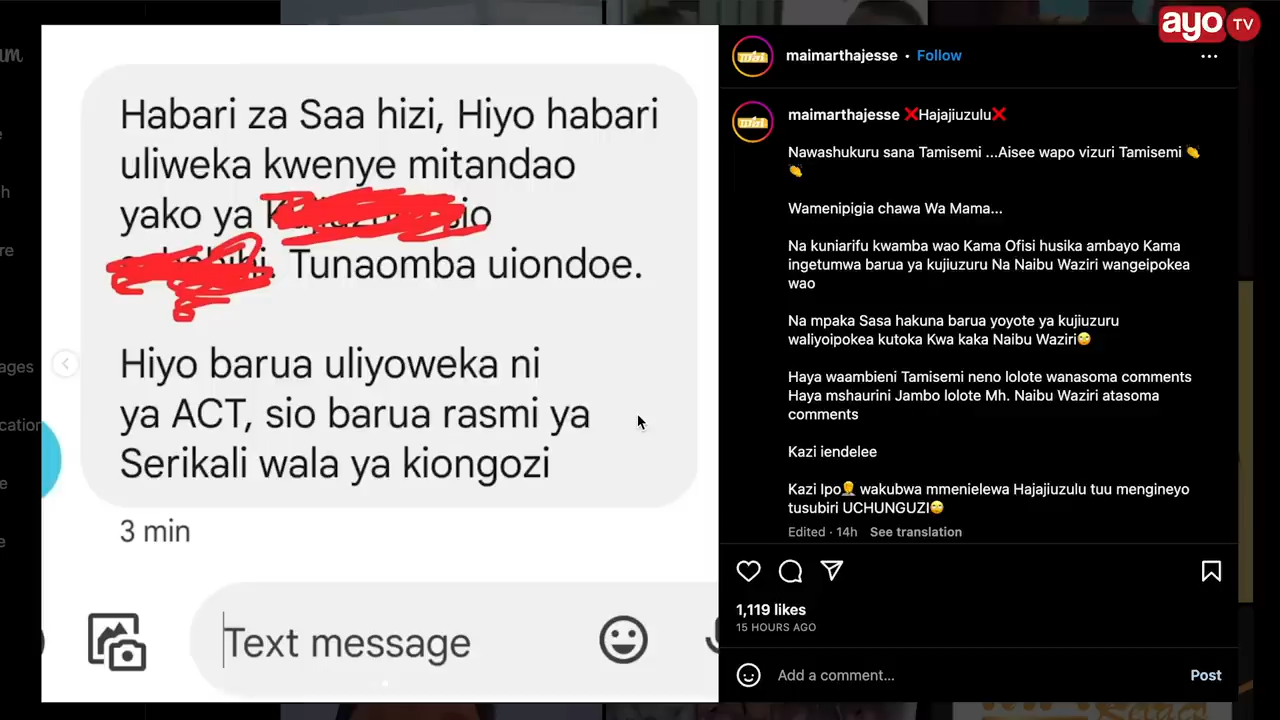 ayo TV
Habari za Saa hizi, Hiyo habari
uliweka kwenye mitandao
yako ya sio
Tunaomba uiondoe.
Hiyo barua uliyoweka ni
ya ACT, sio barua rasmi ya
Serikali wala ya kiongozi
3 min
Text message
maimarthajesse • Follow
maimarthajesse ❌Hajajiuzulu❌
Nawashukuru sana Tamisemi ...Aisee wapo vizuri Tamisemi 👏
👏
Wamenipigia chawa Wa Mama...
Na kuniarifu kwamba wao Kama Ofisi husika ambayo Kama
ingetumwa barua ya kujiuzuru Na Naibu Waziri wangeipokea
wao
Na mpaka Sasa hakuna barua yoyote ya kujiuzuru
waliyoipokea kutoka Kwa kaka Naibu Waziri🙄
Haya waambieni Tamisemi neno lolote wanasoma comments
Haya mshaurini Jambo lolote Mh. Naibu Waziri atasoma
comments
Kazi iendelee
Kazi Ipo🤦 wakubwa mmenielewa Hajajiuzulu tuu mengineyo
tusubiri UCHUNGUZI🙄
Edited · 14h See translation
1,119 likes
15 HOURS AGO
Add a comment... Post